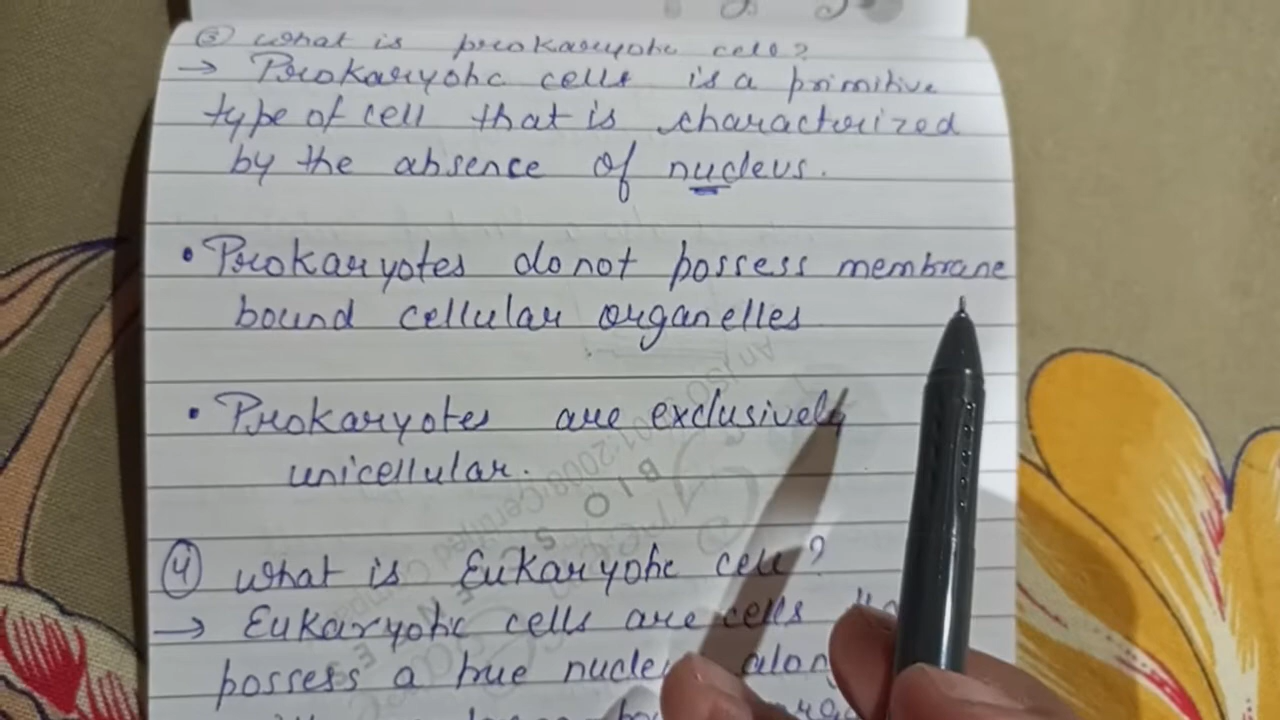 ③ What is prokaryotic cell?
→ Prokaryotic cells is a primitive
type of cell that is characterized
by the absence of nucleus.
• Prokaryotes do not possess membrane
bound cellular organelles
• Prokaryotes are exclusively
unicellular.
④ What is Eukaryotic cell?
→ Eukaryotic cells are cells
possess a true